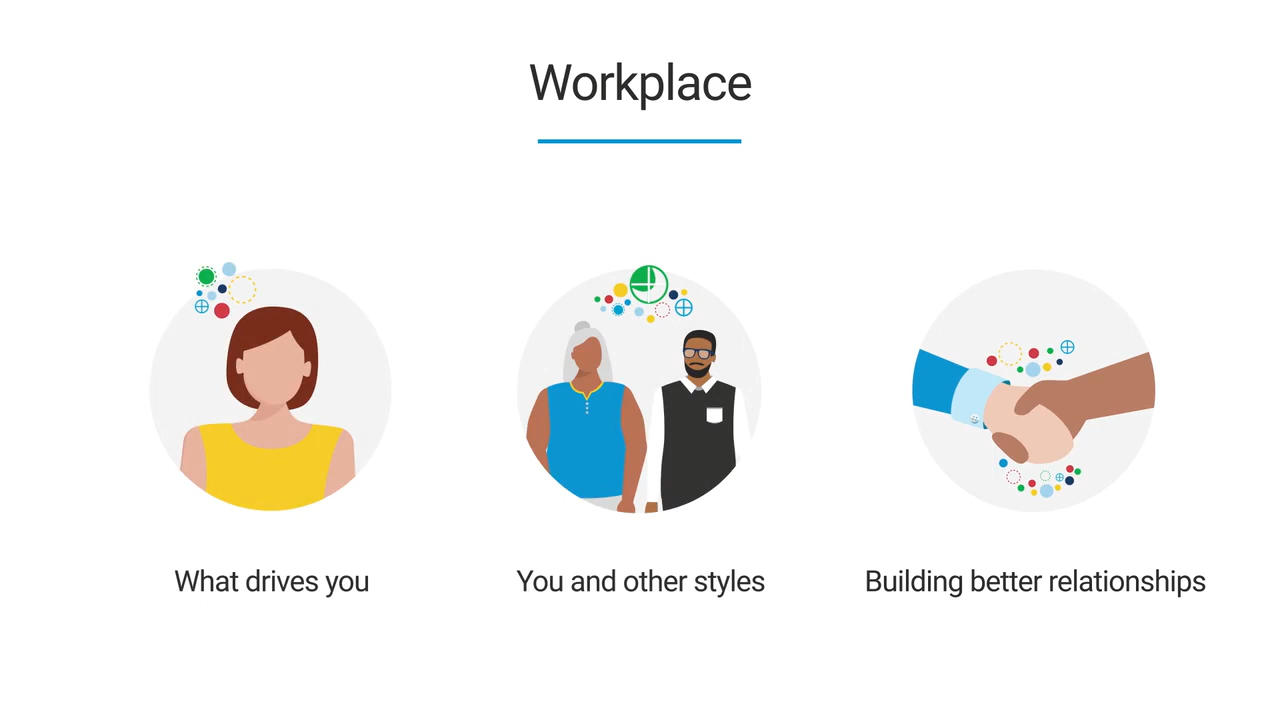 Workplace
What drives you
You and other styles
Building better relationships